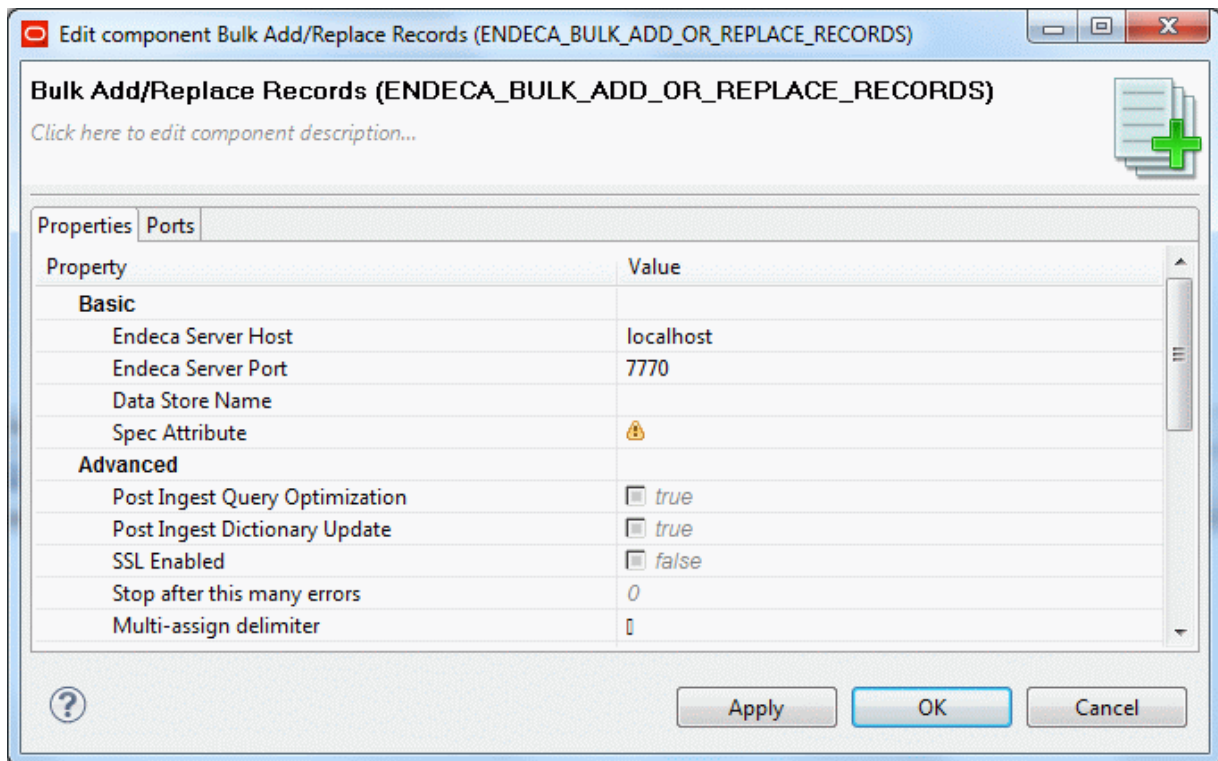 Edit component Bulk Add/Replace Records (ENDECA_BULK_ADD_OR_REPLACE_RECORDS)
Bulk Add/Replace Records (ENDECA_BULK_ADD_OR_REPLACE_RECORDS)
Click here to edit component description...
Properties Ports
Property Value
Basic
Endeca Server Host localhost
Endeca Server Port 7770
Data Store Name
Spec Attribute
Advanced
Post Ingest Query Optimization true
Post Ingest Dictionary Update true
SSL Enabled false
Stop after this many errors 0
Multi-assign delimiter ▯
? Apply OK Cancel